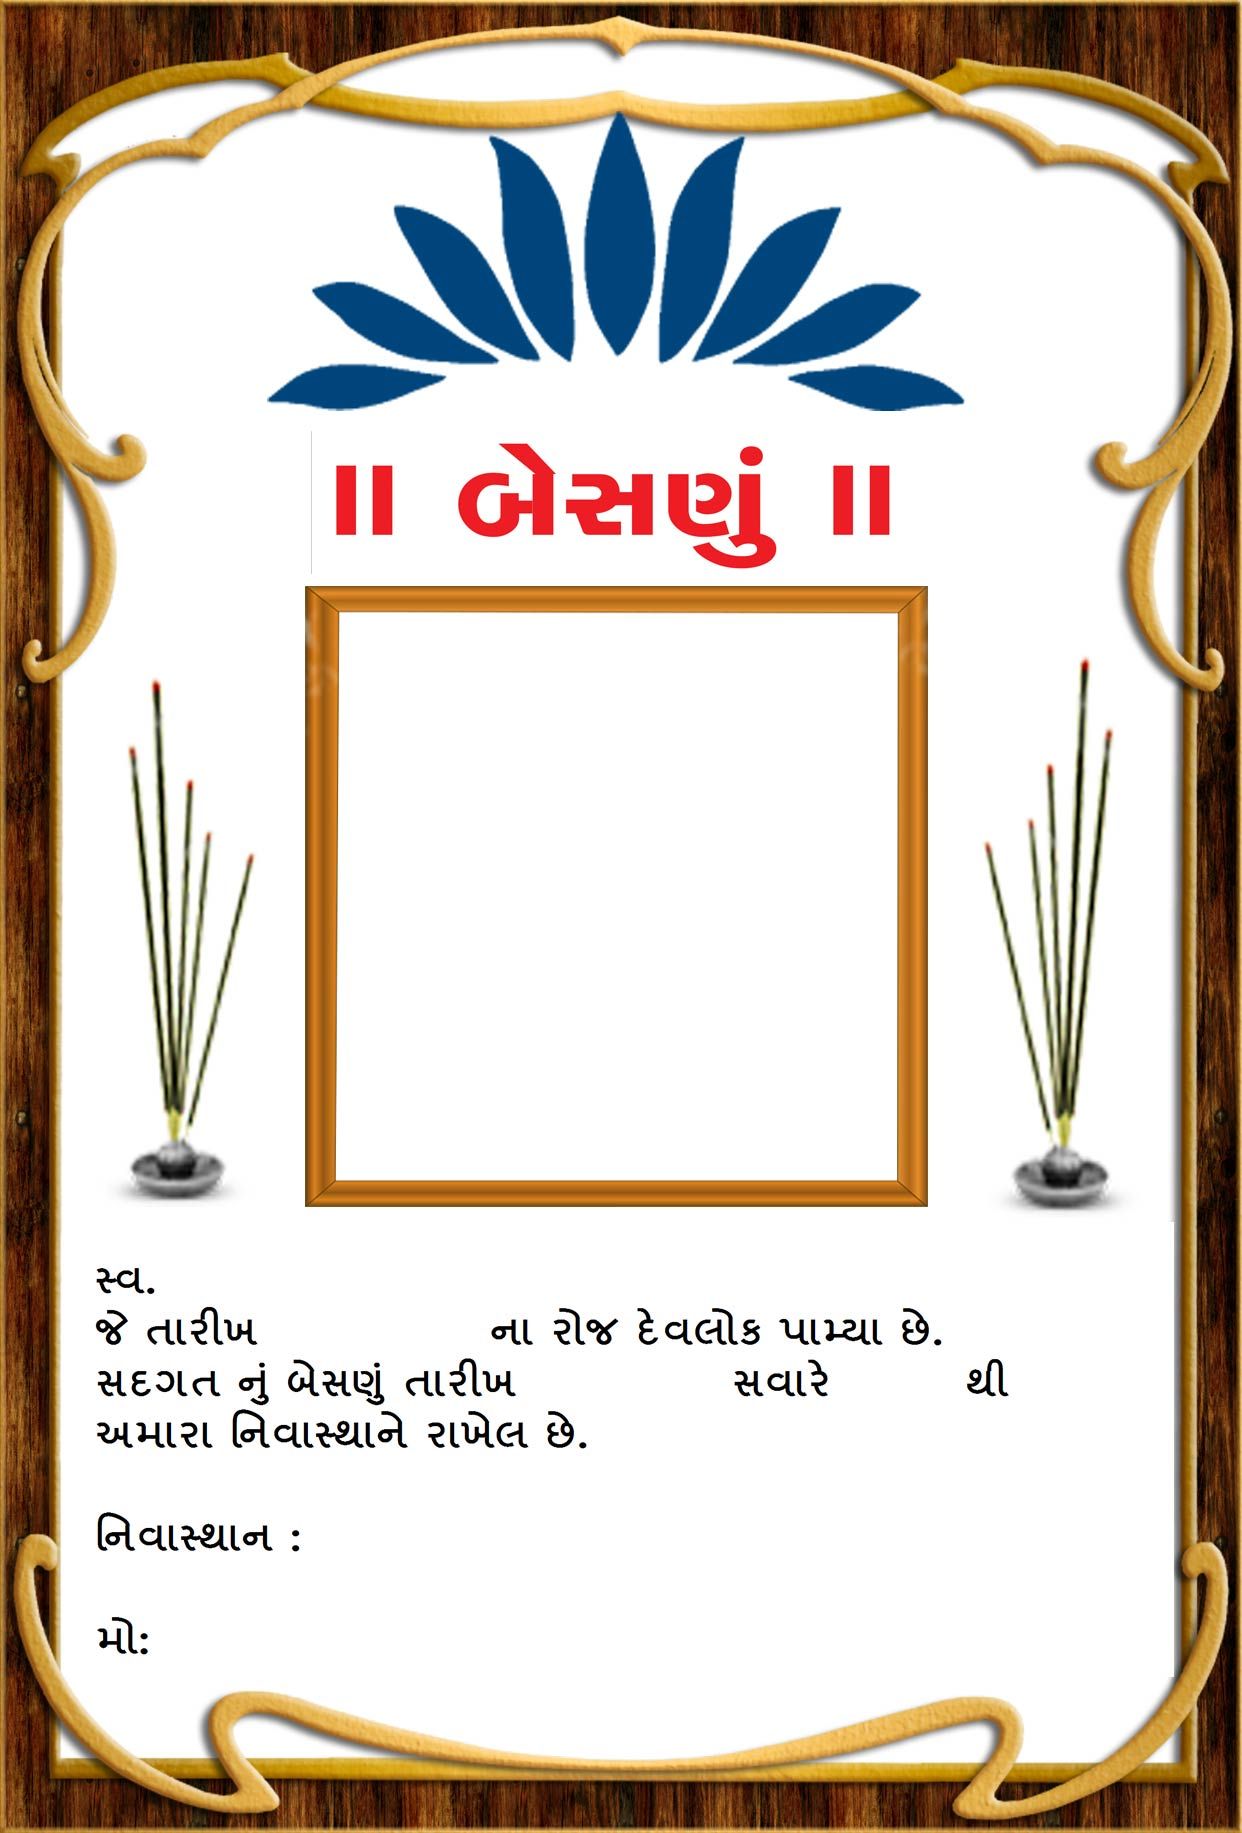 ॥ બેસણું ॥
સ્વ.
જે તારીખ ના રોજ દેવલોક પામ્યા છે.
સદગત નું બેસણું તારીખ સવારે થી
અમારા નિવાસ્થાને રાખેલ છે.
નિવાસ્થાન :
મો: